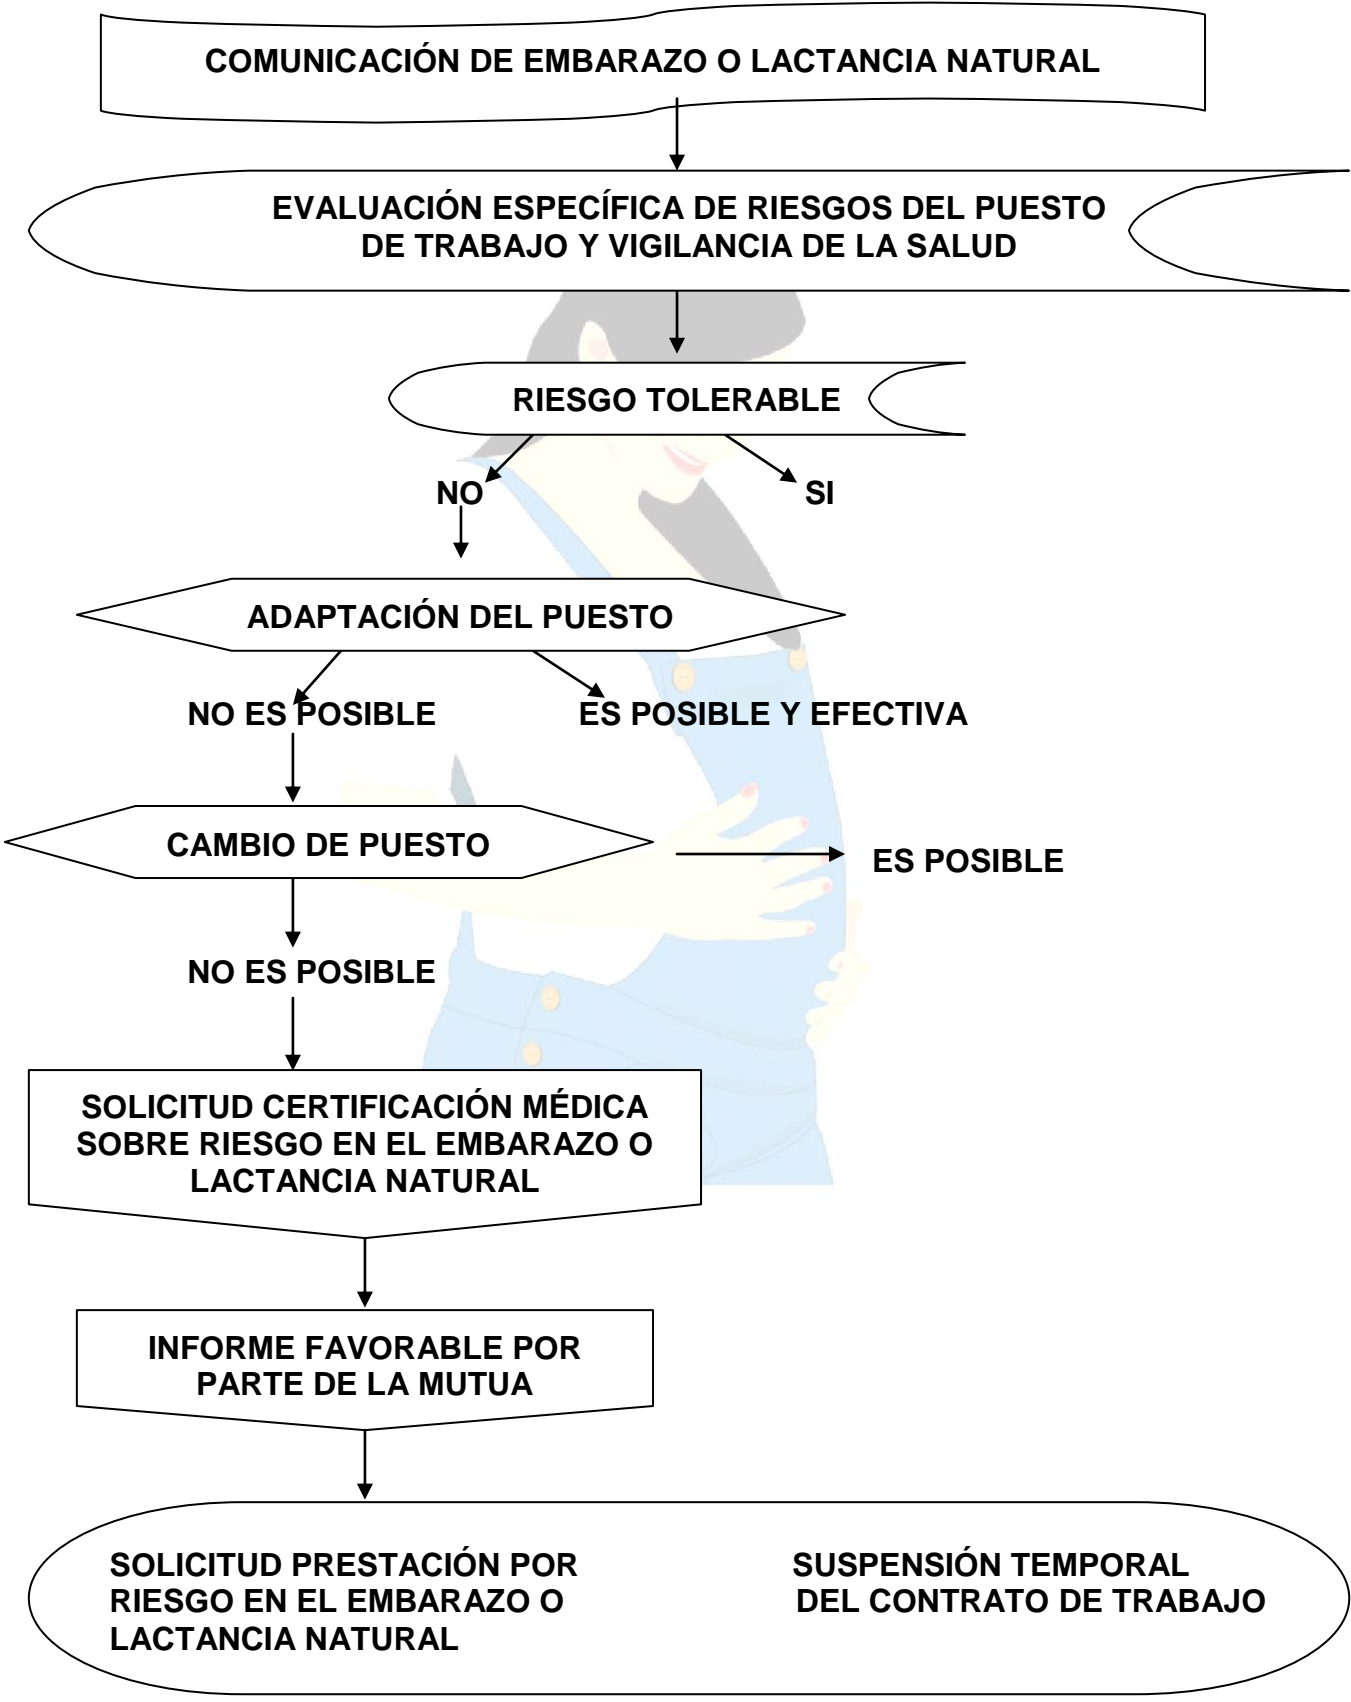 COMUNICACIÓN DE EMBARAZO O LACTANCIA NATURAL
EVALUACIÓN ESPECÍFICA DE RIESGOS DEL PUESTO
DE TRABAJO Y VIGILANCIA DE LA SALUD
RIESGO TOLERABLE
NO
SI
ADAPTACIÓN DEL PUESTO
NO ES POSIBLE
ES POSIBLE Y EFECTIVA
CAMBIO DE PUESTO
ES POSIBLE
NO ES POSIBLE
SOLICITUD CERTIFICACIÓN MÉDICA
SOBRE RIESGO EN EL EMBARAZO O
LACTANCIA NATURAL
INFORME FAVORABLE POR
PARTE DE LA MUTUA
SOLICITUD PRESTACIÓN POR
RIESGO EN EL EMBARAZO O
LACTANCIA NATURAL
SUSPENSIÓN TEMPORAL
DEL CONTRATO DE TRABAJO